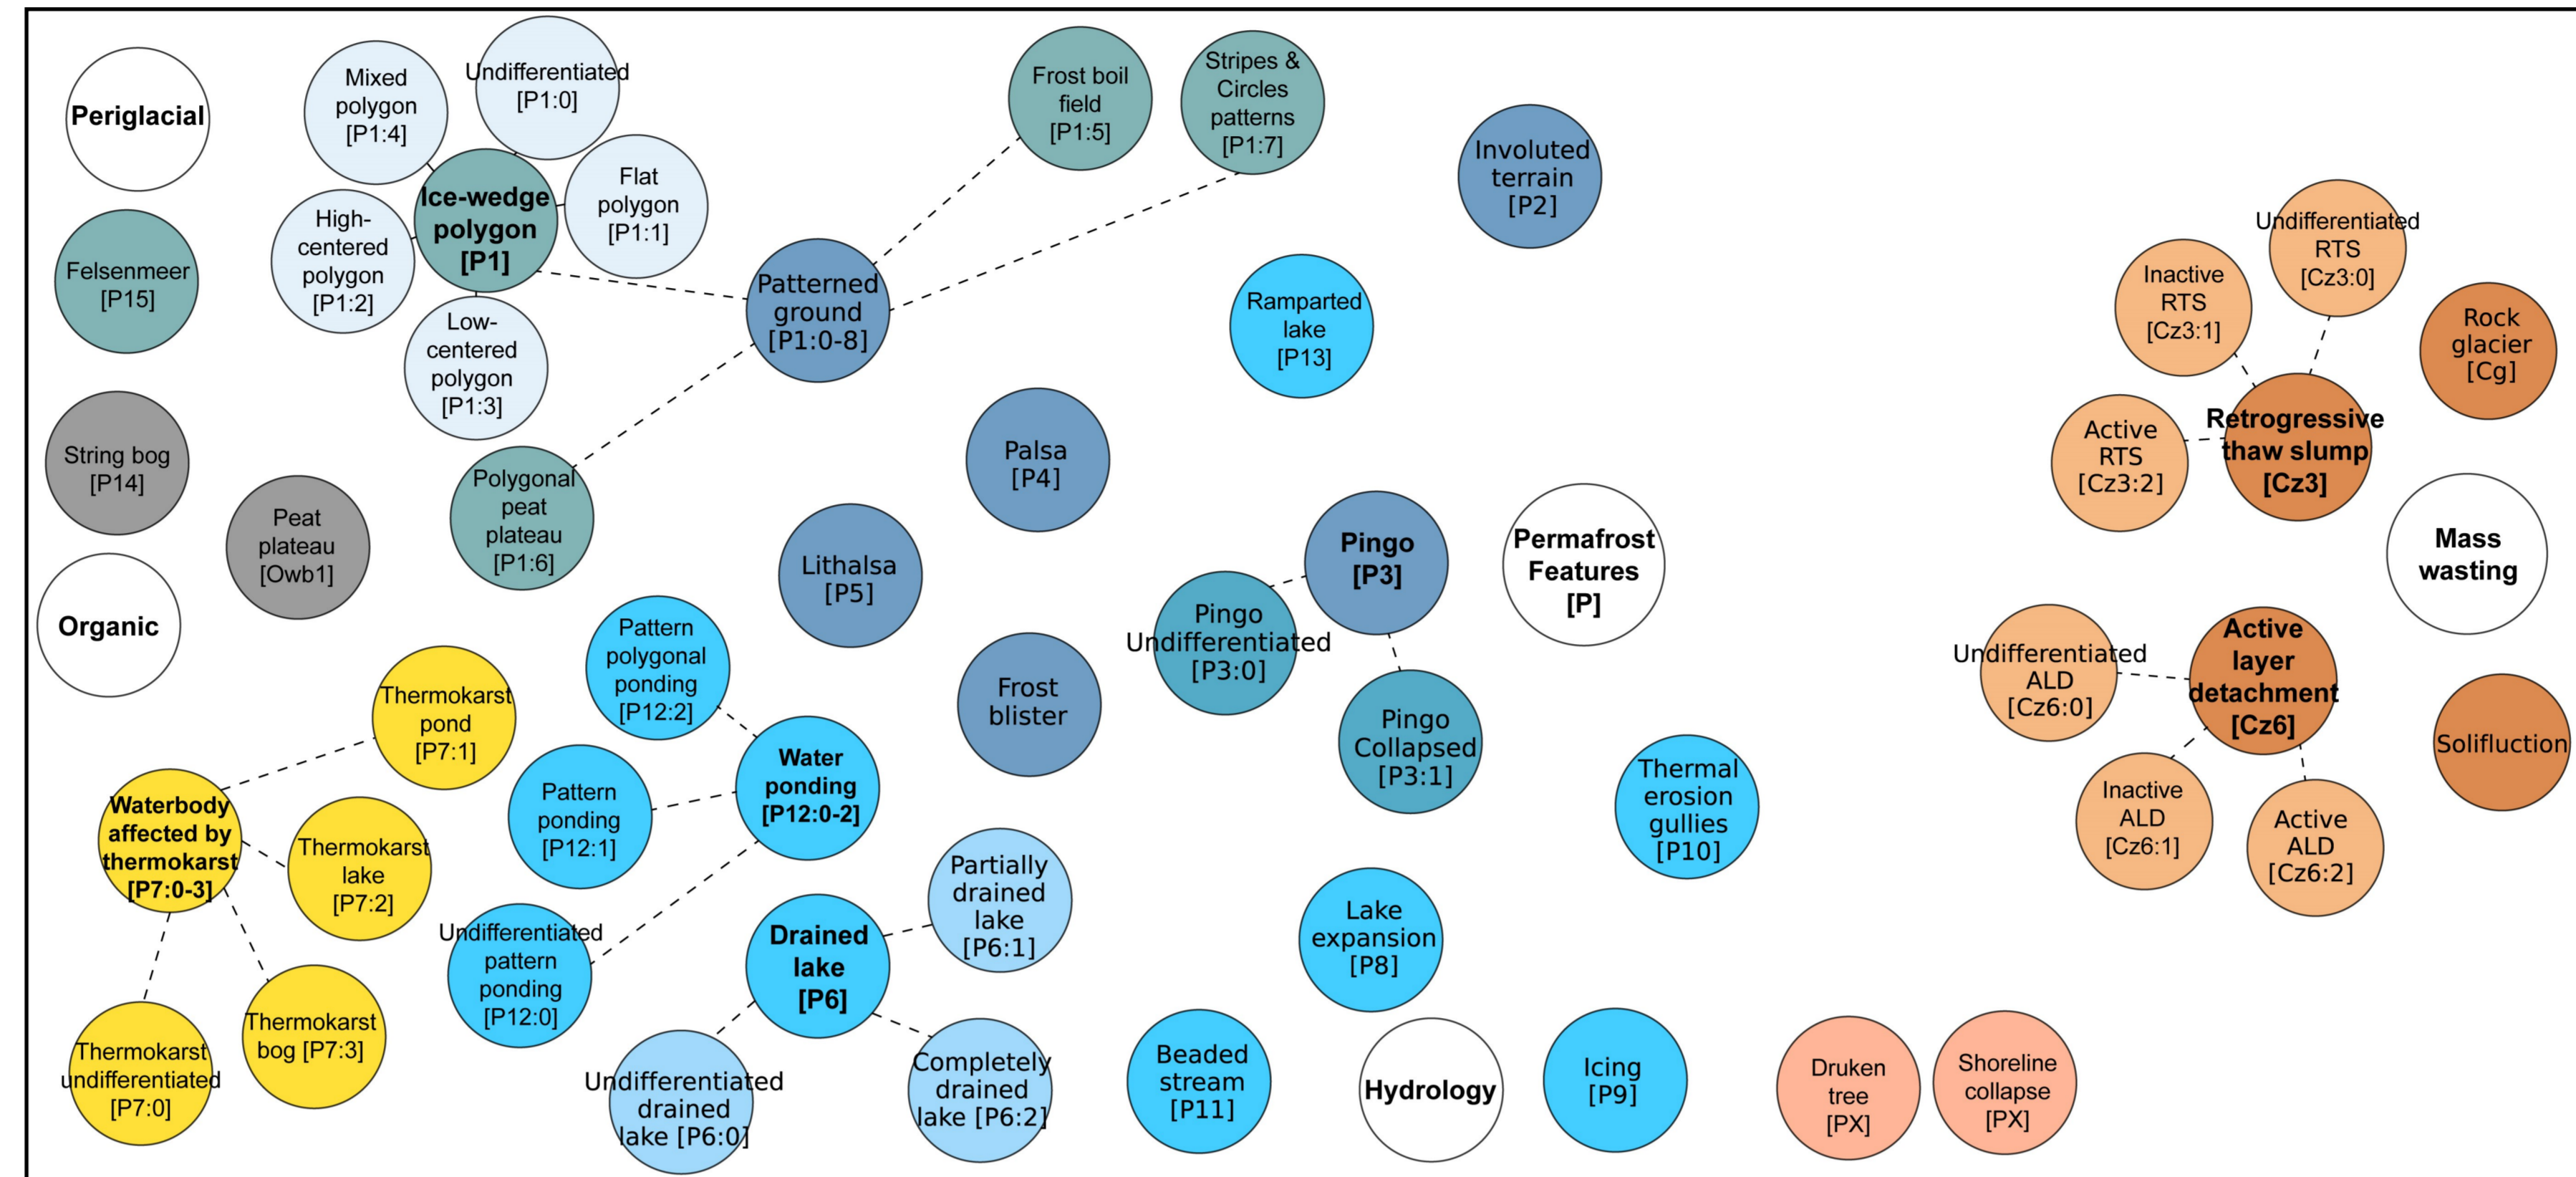 Periglacial
Mixed
polygon
[P1:4]
Undifferentiated
[P1:0]
Ice-wedge
polygon
[P1]
Flat
polygon
[P1:1]
High-
centered
polygon
[P1:2]
Low-
centered
polygon
[P1:3]
Felsenmeer
[P15]
Frost boil
field
[P1:5]
Stripes &
Circles
patterns
[P1:7]
Involuted
terrain
[P2]
Patterned
ground
[P1:0-8]
Ramparted
lake
[P13]
Undifferentiated
RTS
[Cz3:0]
Inactive
RTS
[Cz3:1]
Rock
glacier
[Cg]
Active
RTS
[Cz3:2]
Retrogressive
thaw slump
[Cz3]
String bog
[P14]
Peat
plateau
[Owb1]
Organic
Polygonal
peat
plateau
[P1:6]
Palsa
[P4]
Lithalsa
[P5]
Pingo
[P3]
Permafrost
Features
[P]
Pingo
Undifferentiated
[P3:0]
Pingo
Collapsed
[P3:1]
Mass
wasting
Undifferentiated
ALD
[Cz6:0]
Active
layer
detachment
[Cz6]
Inactive
ALD
[Cz6:1]
Active
ALD
[Cz6:2]
Solifluction
Thermokarst
pond
[P7:1]
Pattern
polygonal
ponding
[P12:2]
Frost
blister
Waterbody
affected by
thermokarst
[P7:0-3]
Thermokarst
lake
[P7:2]
Pattern
ponding
[P12:1]
Water
ponding
[P12:0-2]
Thermal
erosion
gullies
[P10]
Partially
drained
lake
[P6:1]
Undifferentiated
pattern
ponding
[P12:0]
Drained
lake
[P6]
Lake
expansion
[P8]
Thermokarst
undifferentiated
[P7:0]
Thermokarst
bog [P7:3]
Undifferentiated
drained
lake [P6:0]
Completely
drained
lake [P6:2]
Beaded
stream
[P11]
Hydrology
Icing
[P9]
Druken
tree
[PX]
Shoreline
collapse
[PX]